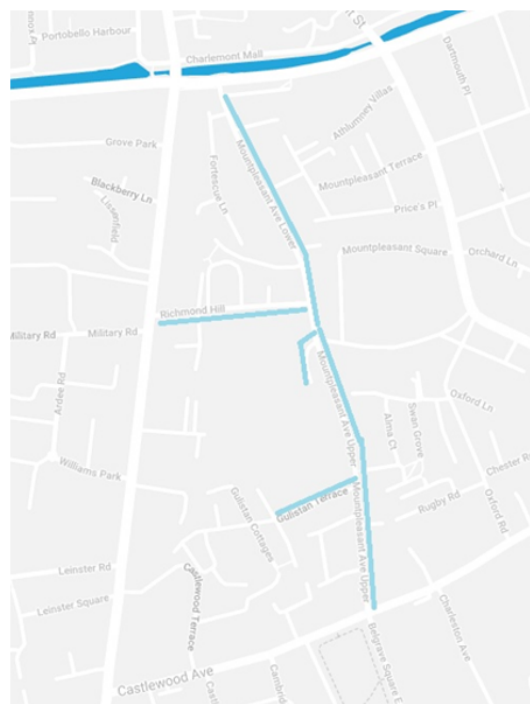 Portobello Harbour
Charlemont Mall
Dartmouth Pl
Grove Park
Athlumney Villas
Mountpleasant Ave Lower
Fortescue Ln
Mountpleasant Terrace
Blackberry Ln
Lissenfield
Price's Pl
Mountpleasant Square
Orchard Ln
Richmond Hill
Military Rd
Military Rd
Ardee Rd
Mountpleasant Ave Upper
Oxford Ln
Alma Ct
Swan Grove
Williams Park
Chester Rd
Gulistan Cottages
Gulistan Terrace
Mountpleasant Ave Upper
Rugby Rd
Oxford Rd
Leinster Rd
Castlewood Terrace
Leinster Square
Charleston Ave
Belgrave Square E
Castlewood Ave